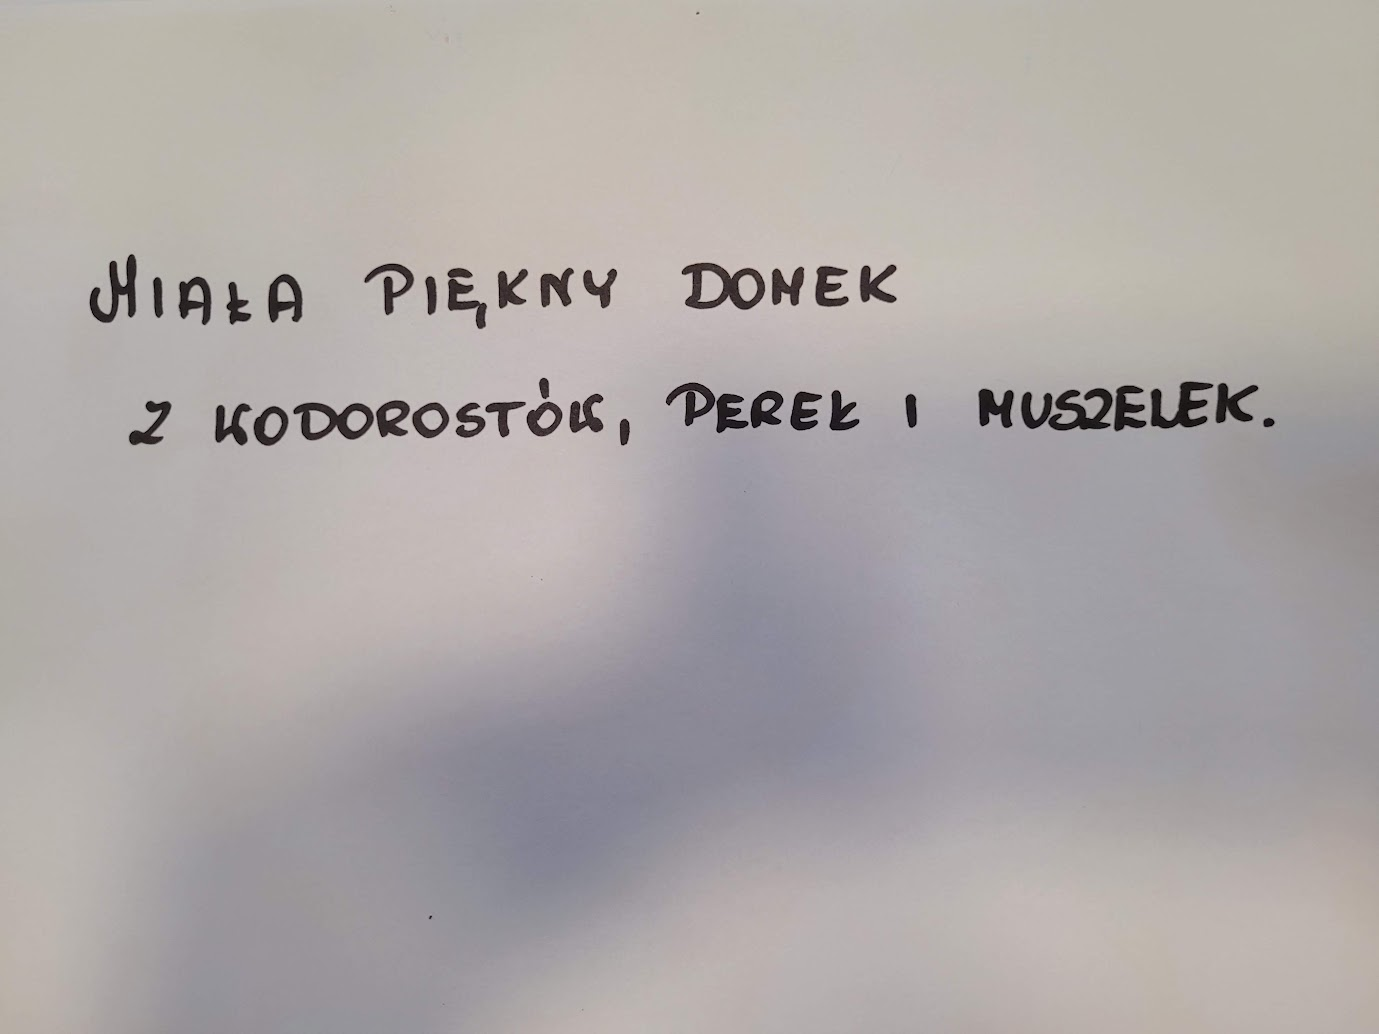 MIAŁA PIĘKNY DOMEK
Z WODOROSTÓW, PEREŁ I MUSZELEK.